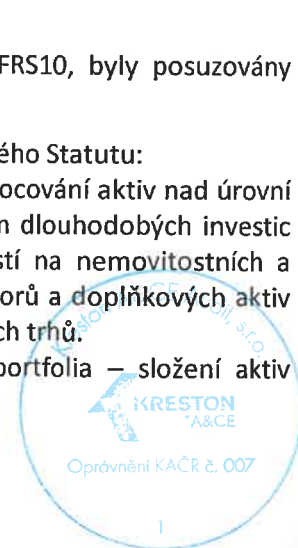 FRS10, byly posuzovány
ého Statutu:
ocování aktiv nad úrovní
m dlouhodobých investic
stí na nemovitostních a
orů a doplňkových aktiv
ch trhů.
portfolia – složení aktiv
KRESTON
A&CE
Oprávnění KAČR č. 007
1